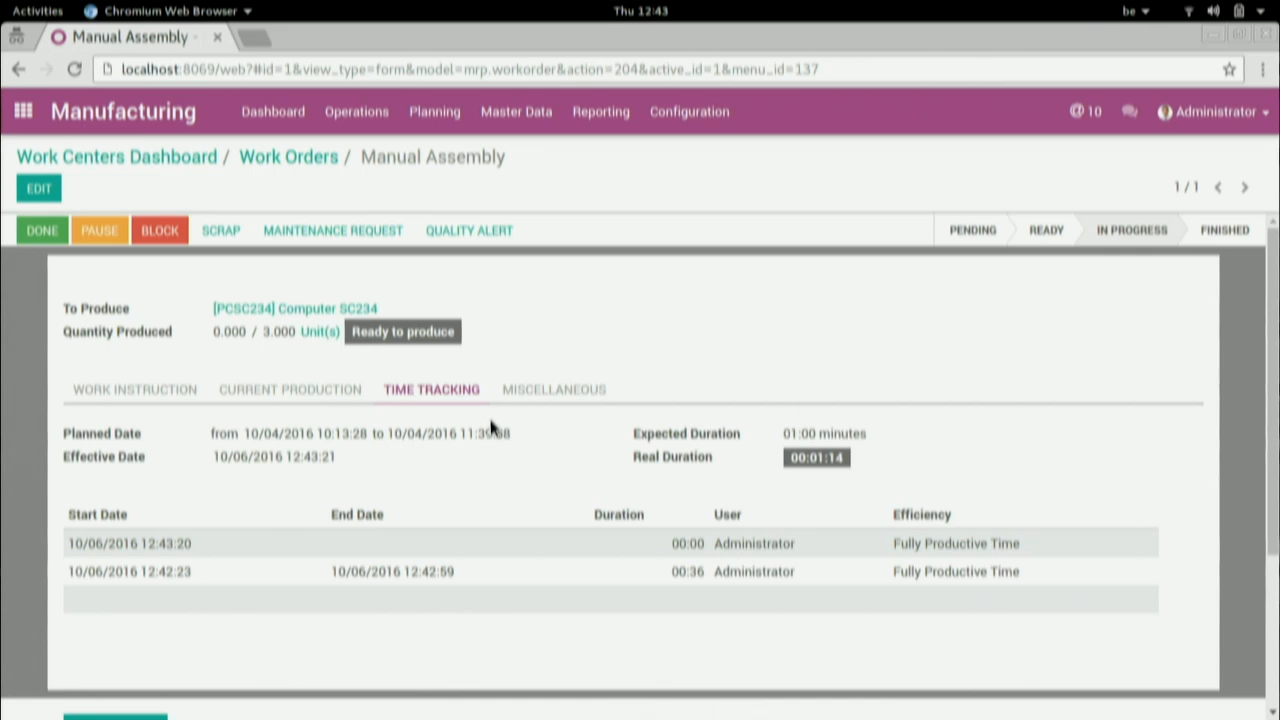 Activities Chromium Web Browser Thu 12:43 be
Manual Assembly
localhost:8069/web?#id=1&view_type=form&model=mrp.workorder&action=204&active_id=1&menu_id=137
Manufacturing Dashboard Operations Planning Master Data Reporting Configuration @10 Administrator
Work Centers Dashboard / Work Orders / Manual Assembly
EDIT 1 / 1
DONE PAUSE BLOCK SCRAP MAINTENANCE REQUEST QUALITY ALERT PENDING READY IN PROGRESS FINISHED
To Produce [PCSC234] Computer SC234
Quantity Produced 0.000 / 3.000 Unit(s) Ready to produce
WORK INSTRUCTION CURRENT PRODUCTION TIME TRACKING MISCELLANEOUS
Planned Date from 10/04/2016 10:13:28 to 10/04/2016 Expected Duration 01:00 minutes
Effective Date 10/06/2016 12:43:21 Real Duration 00:01:14
Start Date End Date Duration User Efficiency
10/06/2016 12:43:20 00:00 Administrator Fully Productive Time
10/06/2016 12:42:23 10/06/2016 12:42:59 00:36 Administrator Fully Productive Time